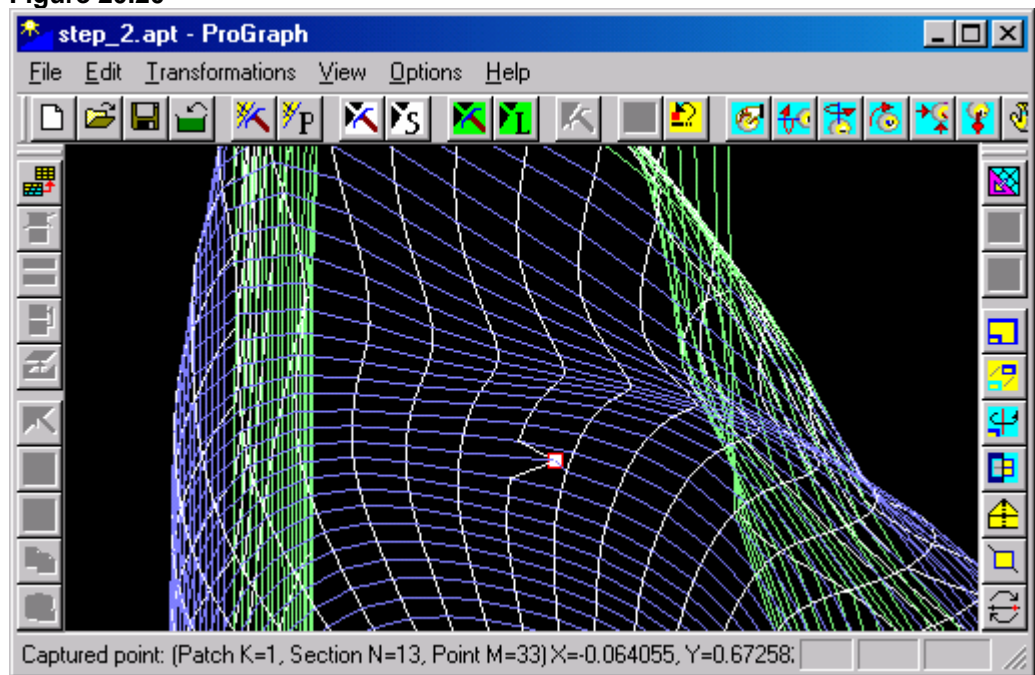 step_2.apt - ProGraph
File Edit Transformations View Options Help
P S L
Captured point: (Patch K=1, Section N=13, Point M=33) X=-0.064055, Y=0.67258;